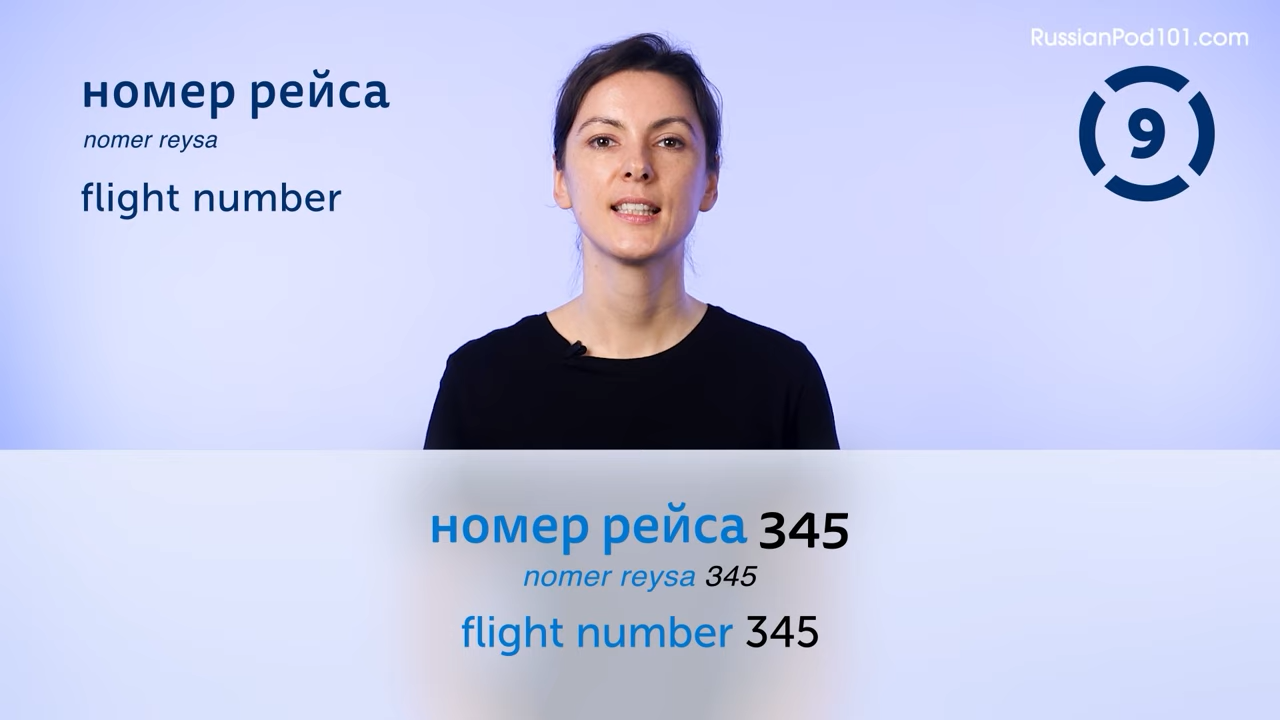 RussianPod101.com
номер рейса
nomer reysa
flight number
9
номер рейса 345
nomer reysa 345
flight number 345